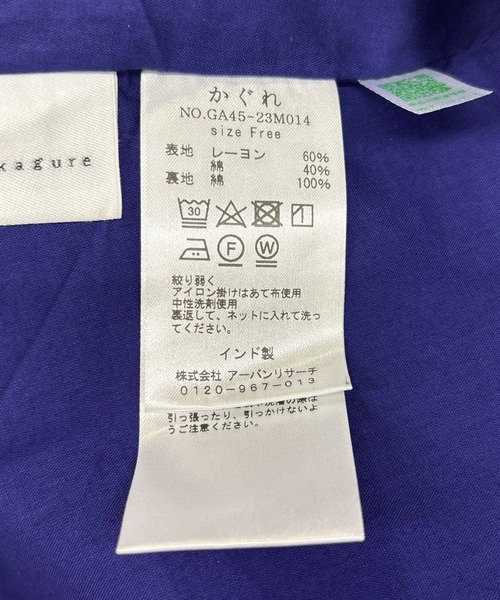 kagure
かぐれ
NO.GA45-23M014
size Free
表地 レーヨン 60%
綿 40%
裏地 綿 100%
30
F
W
絞り弱く
アイロン掛けはあて布使用
中性洗剤使用
裏返して、ネットに入れて洗っ
てください。
インド製
株式会社 アーバンリサーチ
0120-967-013
引っ張ったり、引っかけないよ
うご注意ください。